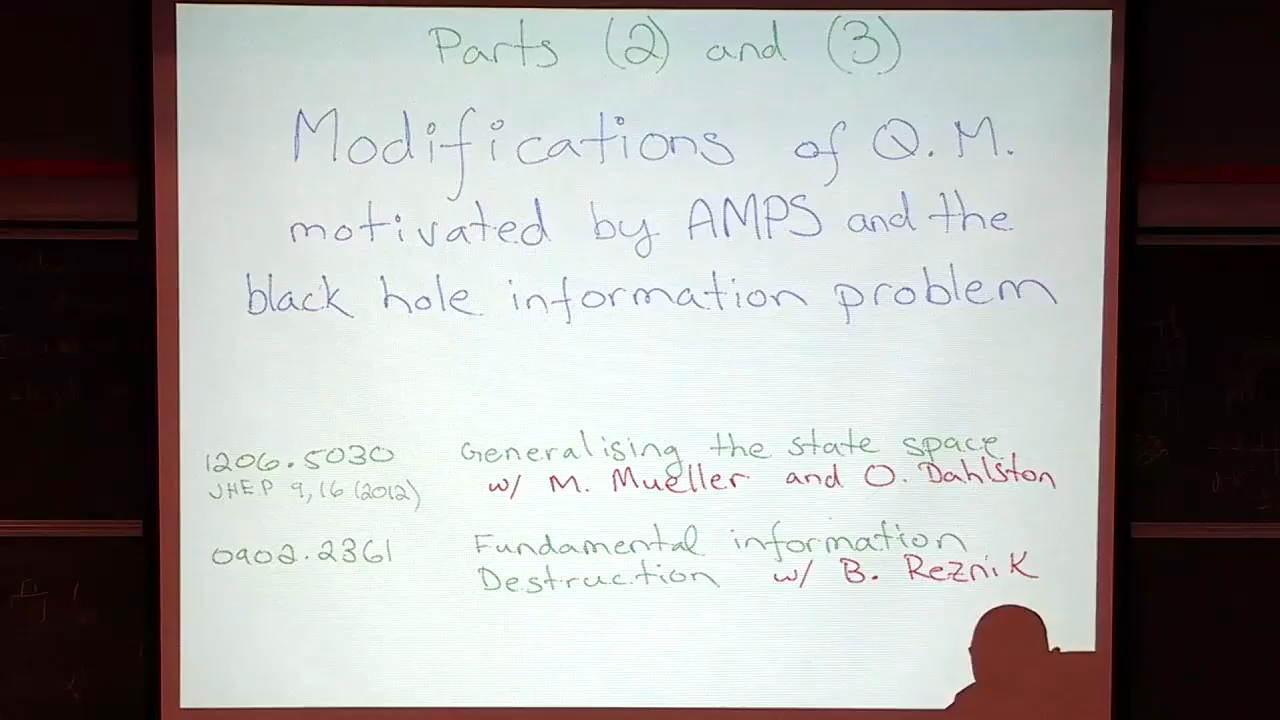 Parts (2) and (3)
Modifications of Q.M.
motivated by AMPS and the
black hole information problem
1206.5030 Generalising the state space
JHEP 9, 16 (2012) w/ M. Mueller and O. Dahlston
0902.2361 Fundamental information
Destruction w/ B. Reznik